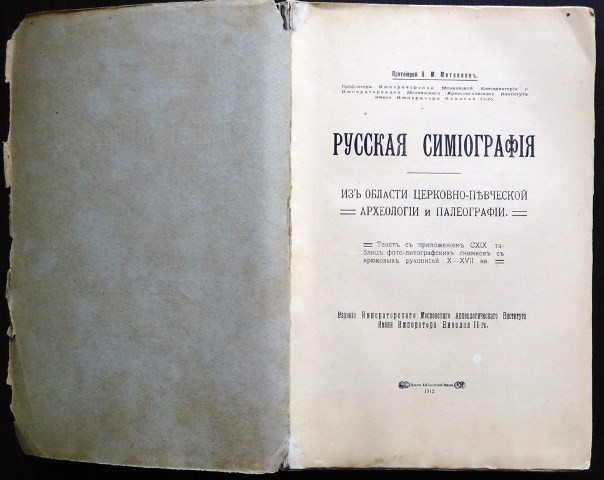 Протоіерей В. М. Металловъ.
Профессоръ Императорской Московской Консерваторіи и
Императорскаго Московскаго Археологическаго Института
Имени Императора Николая II-го.
РУССКАЯ СИМІОГРАФІЯ
ИЗЪ ОБЛАСТИ ЦЕРКОВНО-ПѢВЧЕСКОЙ
АРХЕОЛОГІИ и ПАЛЕОГРАФІИ.
Текстъ съ приложеніемъ CXIX та-
блицъ фото-литографскихъ снимковъ съ
крюковыхъ рукописей X—XVII вв.
Изданіе Императорскаго Московскаго Археологическаго Института
Имени Императора Николая II-го.
1912.